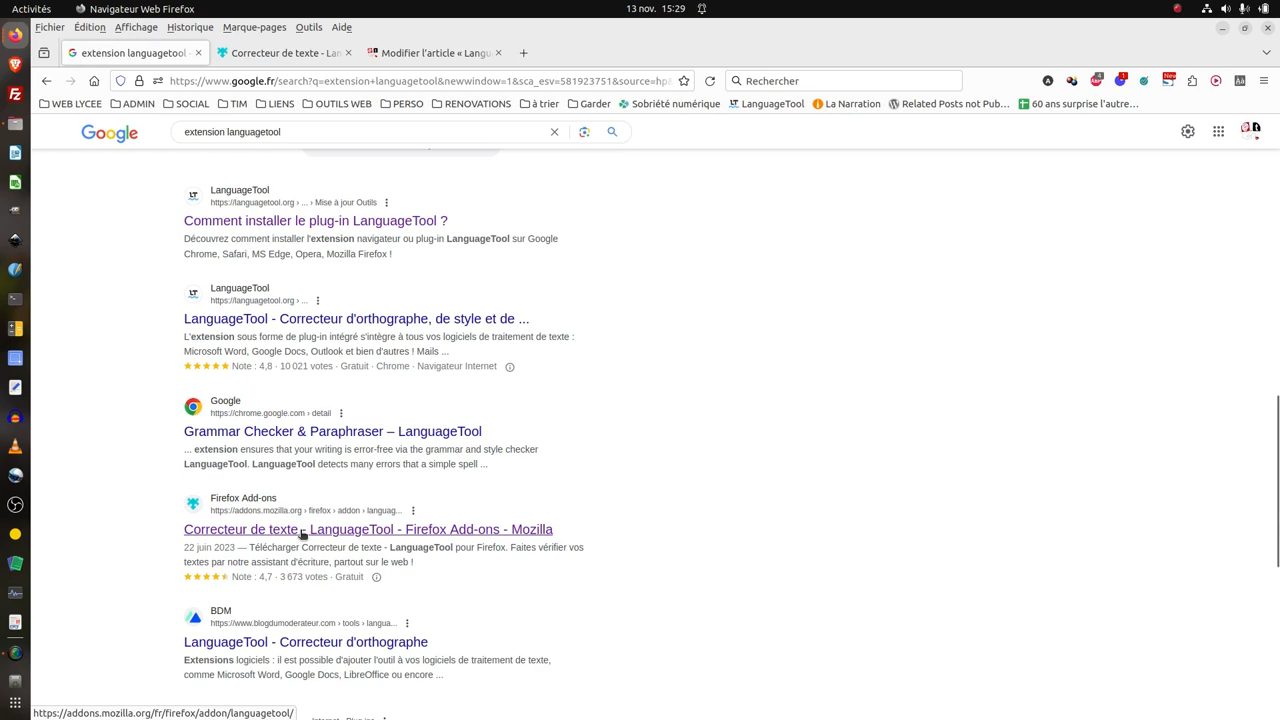 Activités
Navigateur Web Firefox
13 nov. 15:29
Fichier Édition Affichage Historique Marque-pages Outils Aide
extension languagetool -
Correcteur de texte - Lan
Modifier l'article « Langu
https://www.google.fr/search?q=extension+languagetool&newwindow=1&sca_esv=581923751&source=hp
Rechercher
4
1
New
WEB LYCEE ADMIN SOCIAL TIM LIENS OUTILS WEB PERSO RENOVATIONS à trier Garder Sobriété numérique LanguageTool La Narration Related Posts not Pub… 60 ans surprise l'autre…
Google
extension languagetool
LanguageTool
https://languagetool.org › ... › Mise à jour Outils
Comment installer le plug-in LanguageTool ?
Découvrez comment installer l'extension navigateur ou plug-in LanguageTool sur Google
Chrome, Safari, MS Edge, Opera, Mozilla Firefox !
LanguageTool
https://languagetool.org › ...
LanguageTool - Correcteur d'orthographe, de style et de ...
L'extension sous forme de plug-in intégré s'intègre à tous vos logiciels de traitement de texte :
Microsoft Word, Google Docs, Outlook et bien d'autres ! Mails ...
Note : 4,8 · 10 021 votes · Gratuit · Chrome · Navigateur Internet
Google
https://chrome.google.com › detail
Grammar Checker & Paraphraser – LanguageTool
... extension ensures that your writing is error-free via the grammar and style checker
LanguageTool. LanguageTool detects many errors that a simple spell ...
Firefox Add-ons
https://addons.mozilla.org › firefox › addon › languag...
Correcteur de texte - LanguageTool - Firefox Add-ons - Mozilla
22 juin 2023 — Télécharger Correcteur de texte - LanguageTool pour Firefox. Faites vérifier vos
textes par notre assistant d'écriture, partout sur le web !
Note : 4,7 · 3 673 votes · Gratuit
BDM
https://www.blogdumoderateur.com › tools › langua...
LanguageTool - Correcteur d'orthographe
Extensions logiciels : il est possible d'ajouter l'outil à vos logiciels de traitement de texte,
comme Microsoft Word, Google Docs, LibreOffice ou encore ...
https://addons.mozilla.org/fr/firefox/addon/languagetool/